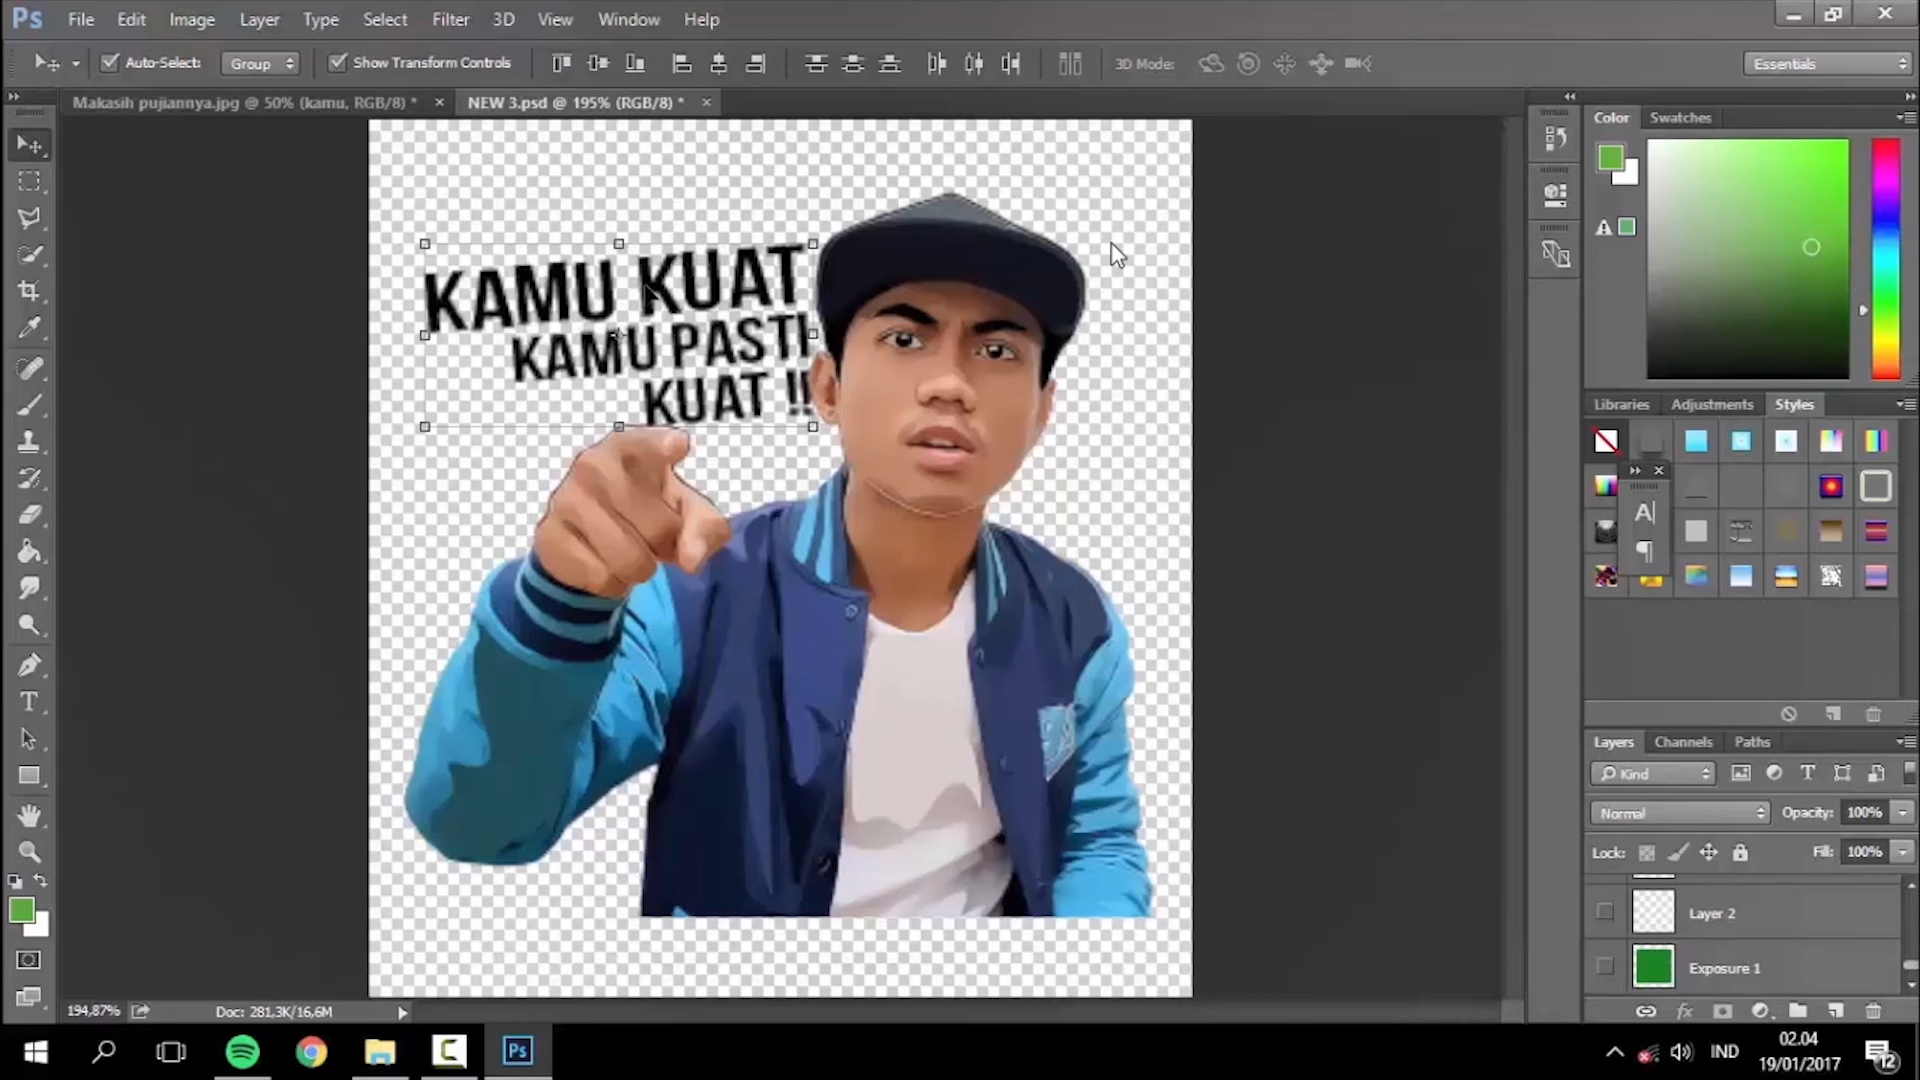 Ps File Edit Image Layer Type Select Filter 3D View Window Help
Auto-Select: Group Show Transform Controls 3D Mode: Essentials
Makasih pujiannya.jpg @ 50% (kamu, RGB/8) * × NEW 3.psd @ 195% (RGB/8) * ×
Color Swatches
KAMU KUAT
KAMU PASTI
KUAT !!
Libraries Adjustments Styles
Layers Channels Paths
Kind
Normal Opacity: 100%
Lock: Fill: 100%
Layer 2
Exposure 1
194,87% Doc: 281,3K/16,6M
Ps IND 02.04
19/01/2017
12